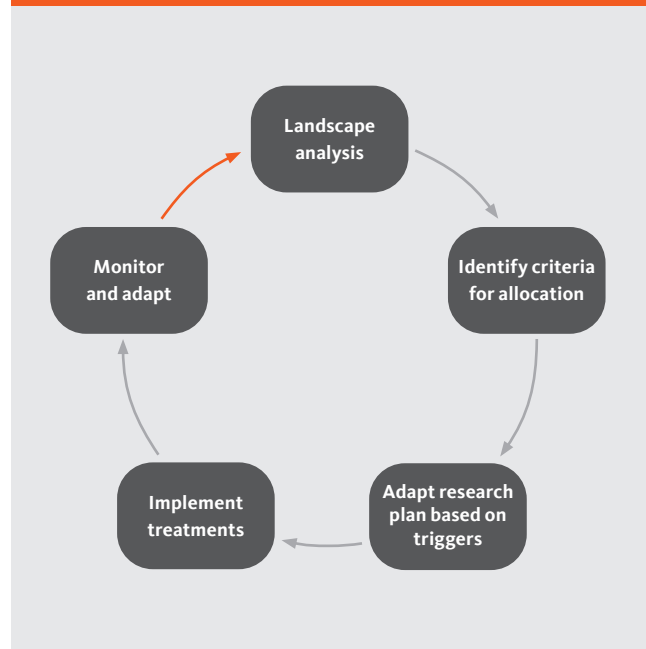 Landscape
analysis
Identify criteria
for allocation
Adapt research
plan based on
triggers
Implement
treatments
Monitor
and adapt